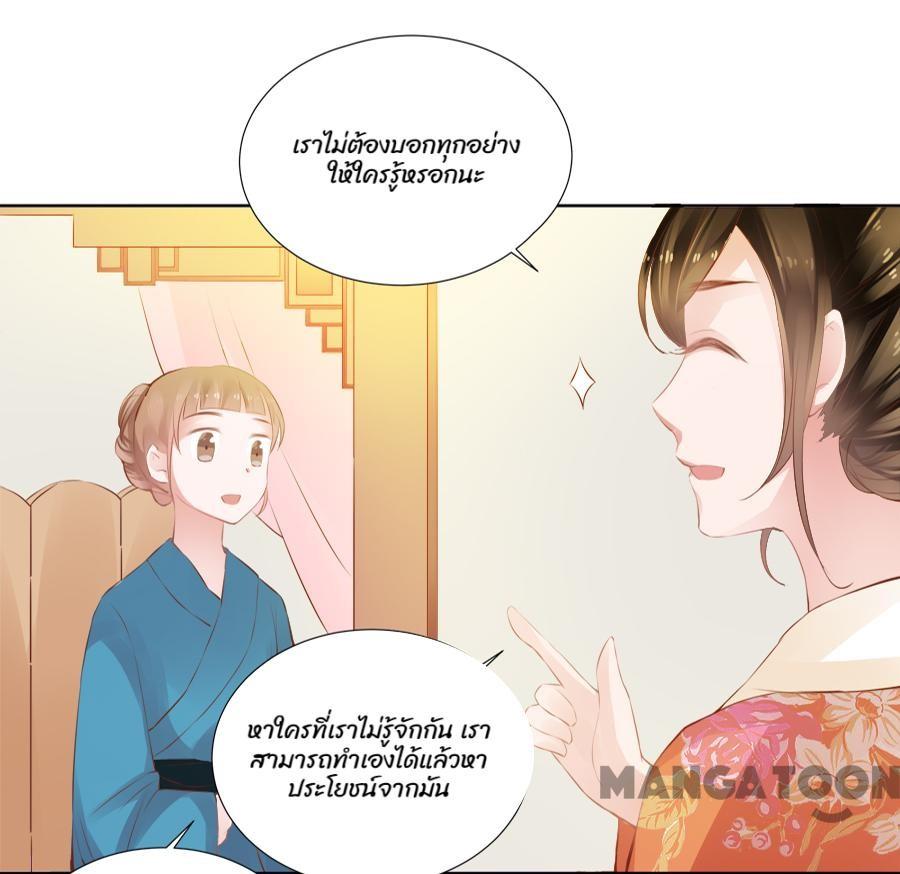 เราไม่ต้องบอกทุกอย่าง
ให้ใครรู้หรอกนะ
หาใครที่เราไม่รู้จักกัน เรา
สามารถทำเองได้แล้วหา
ประโยชน์จากมัน
MANGATOON